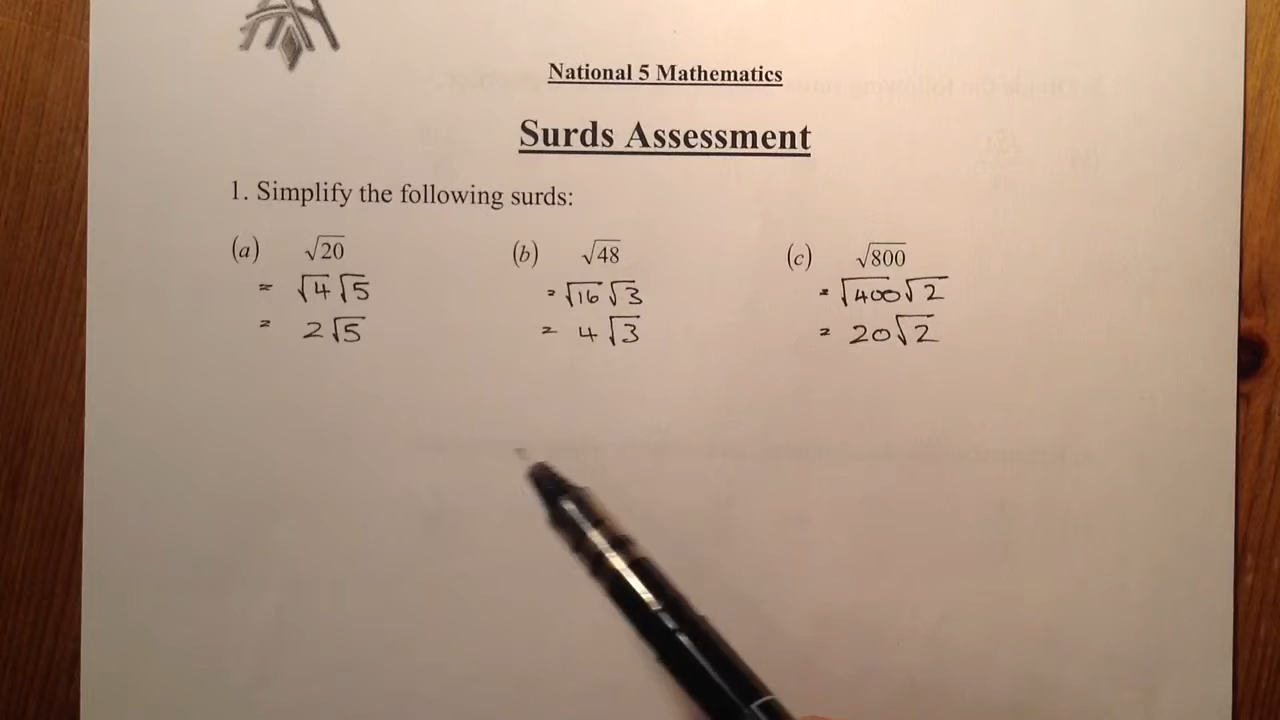 National 5 Mathematics
Surds Assessment
1. Simplify the following surds:
(a) √20 (b) √48 (c) √800
= √4 √5 = √16 √3 = √400 √2
= 2√5 = 4√3 = 20√2